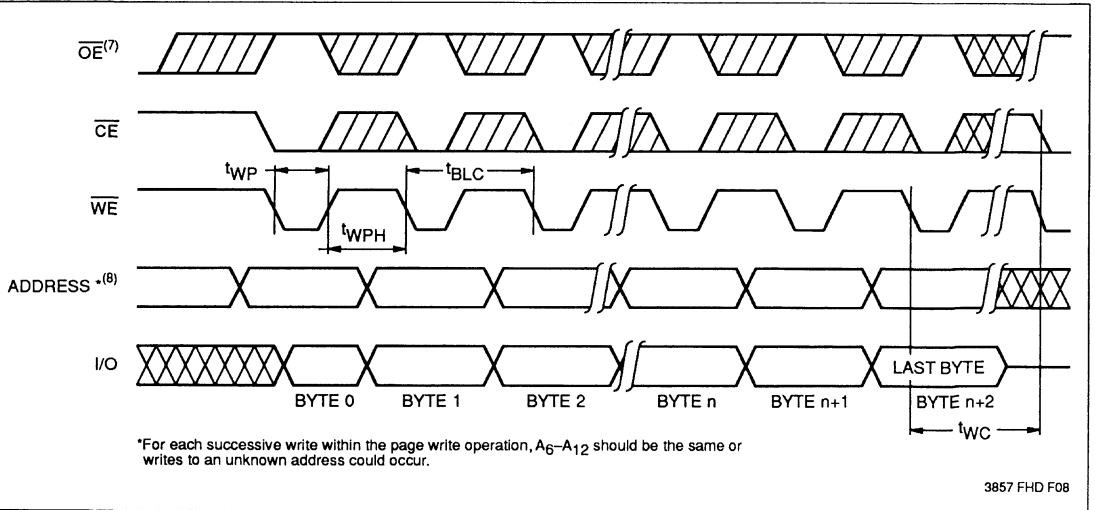 OE(7)
CE
tWP
tBLC
WE
tWPH
ADDRESS *(8)
I/O
LAST BYTE
BYTE 0 BYTE 1 BYTE 2 BYTE n BYTE n+1 BYTE n+2
tWC
*For each successive write within the page write operation, A6–A12 should be the same or
writes to an unknown address could occur.
3857 FHD F08